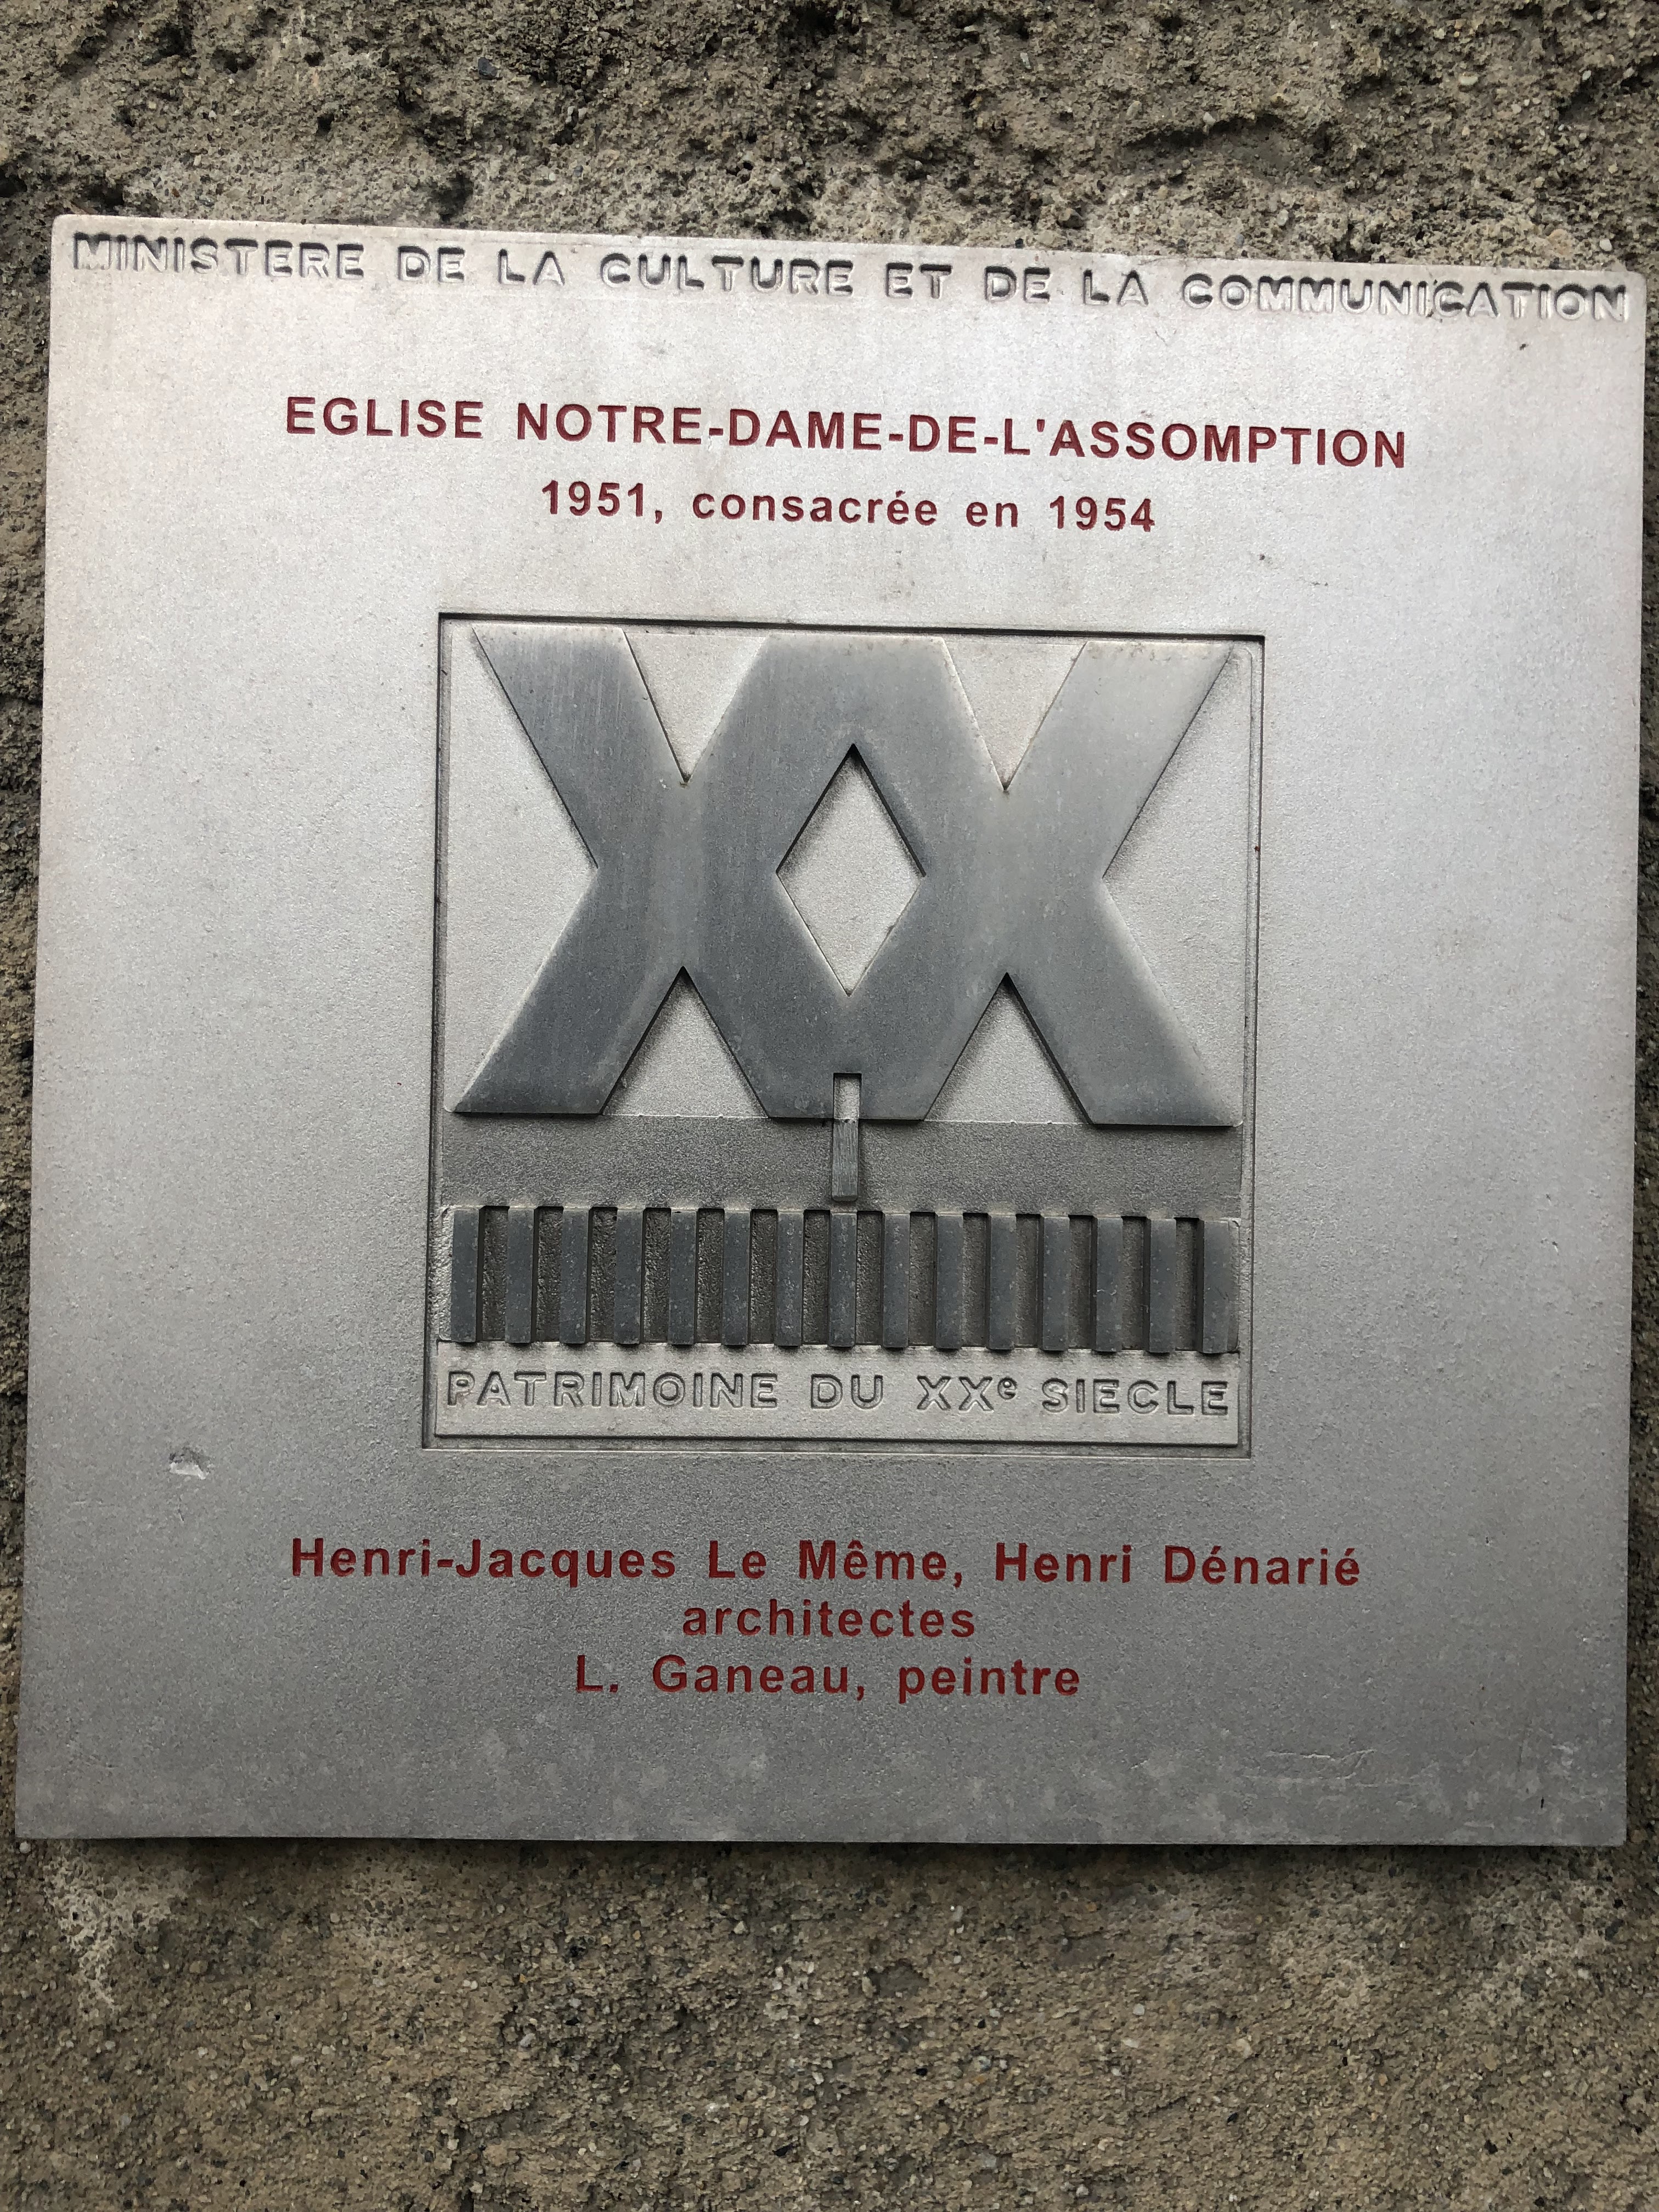 MINISTERE DE LA CULTURE ET DE LA COMMUNICATION
EGLISE NOTRE-DAME-DE-L'ASSOMPTION
1951, consacrée en 1954
XX
PATRIMOINE DU XXe SIECLE
Henri-Jacques Le Même, Henri Dénarié
architectes
L. Ganeau, peintre